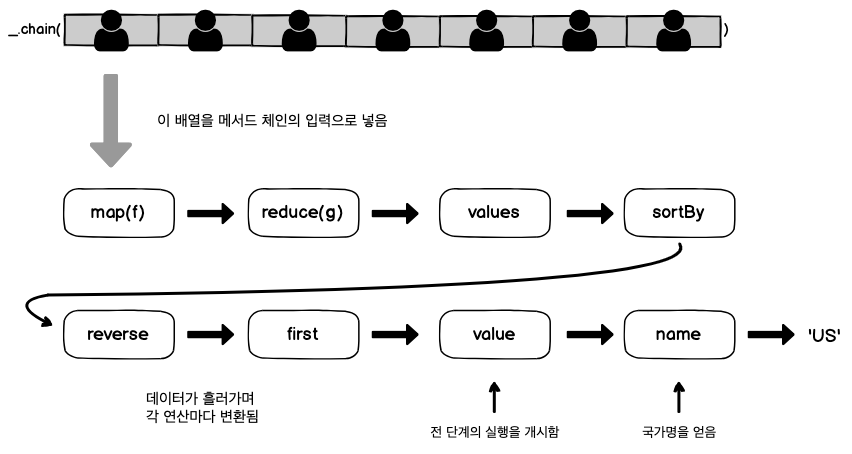 _.chain( )
이 배열을 메서드 체인의 입력으로 넣음
map(f) reduce(g) values sortBy
reverse first value name 'US'
데이터가 흘러가며
각 연산마다 변환됨
전 단계의 실행을 개시함 국가명을 얻음